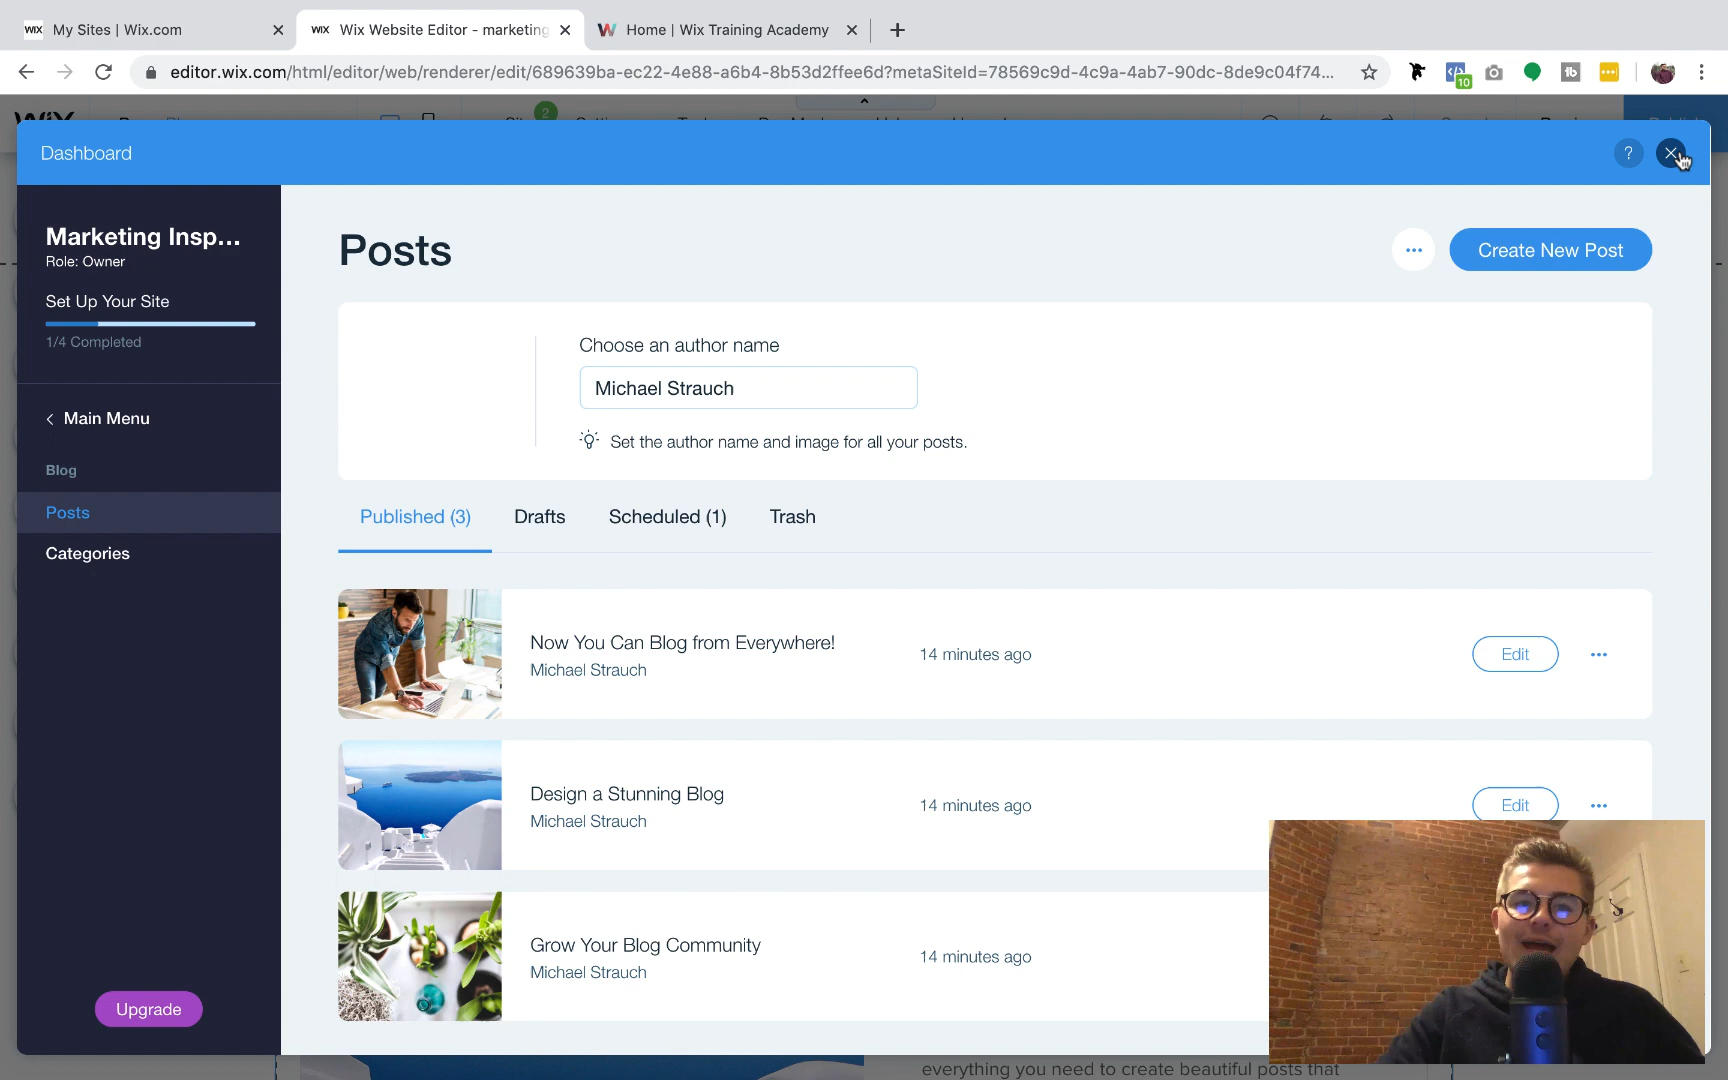 WIX My Sites | Wix.com
WIX Wix Website Editor - marketing
Home | Wix Training Academy
editor.wix.com/html/editor/web/renderer/edit/689639ba-ec22-4e88-a6b4-8b53d2ffee6d?metaSiteId=78569c9d-4c9a-4ab7-90dc-8de9c04f74...
10
tb
2
Dashboard
?
Marketing Insp...
Role: Owner
Set Up Your Site
1/4 Completed
Main Menu
Blog
Posts
Categories
Upgrade
Posts
Create New Post
Choose an author name
Michael Strauch
Set the author name and image for all your posts.
Published (3)
Drafts
Scheduled (1)
Trash
Now You Can Blog from Everywhere!
Michael Strauch
14 minutes ago
Edit
Design a Stunning Blog
Michael Strauch
14 minutes ago
Edit
Grow Your Blog Community
Michael Strauch
14 minutes ago
everything you need to create beautiful posts that